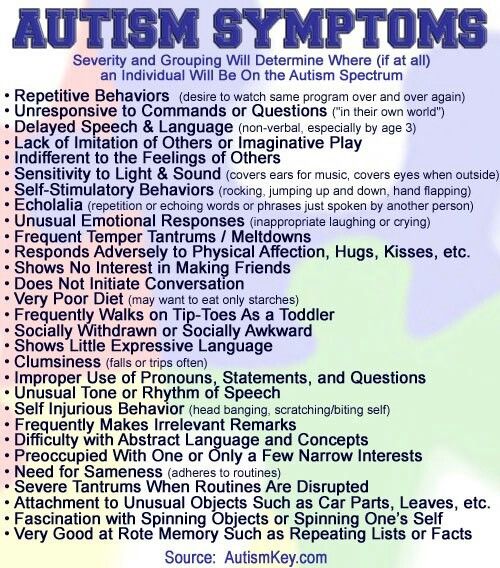 AUTISM SYMPTOMS
Severity and Grouping Will Determine Where (if at all)
an Individual Will Be On the Autism Spectrum
• Repetitive Behaviors (desire to watch same program over and over again)
• Unresponsive to Commands or Questions ("in their own world")
• Delayed Speech & Language (non-verbal, especially by age 3)
• Lack of Imitation of Others or Imaginative Play
• Indifferent to the Feelings of Others
• Sensitivity to Light & Sound (covers ears for music, covers eyes when outside)
• Self-Stimulatory Behaviors (rocking, jumping up and down, hand flapping)
• Echolalia (repetition or echoing words or phrases just spoken by another person)
• Unusual Emotional Responses (inappropriate laughing or crying)
• Frequent Temper Tantrums / Meltdowns
• Responds Adversely to Physical Affection, Hugs, Kisses, etc.
• Shows No Interest in Making Friends
• Does Not Initiate Conversation
• Very Poor Diet (may want to eat only starches)
• Frequently Walks on Tip-Toes As a Toddler
• Socially Withdrawn or Socially Awkward
• Shows Little Expressive Language
• Clumsiness (falls or trips often)
• Improper Use of Pronouns, Statements, and Questions
• Unusual Tone or Rhythm of Speech
• Self Injurious Behavior (head banging, scratching/biting self)
• Frequently Makes Irrelevant Remarks
• Difficulty with Abstract Language and Concepts
• Preoccupied With One or Only a Few Narrow Interests
• Need for Sameness (adheres to routines)
• Severe Tantrums When Routines Are Disrupted
• Attachment to Unusual Objects Such as Car Parts, Leaves, etc.
• Fascination with Spinning Objects or Spinning One's Self
• Very Good at Rote Memory Such as Repeating Lists or Facts
Source: AutismKey.com